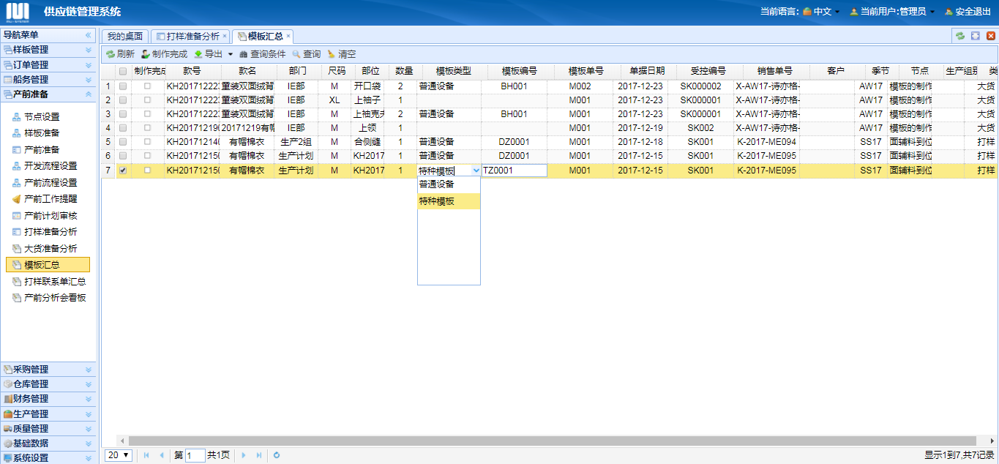 供应链管理系统
当前语言: 中文 当前用户:管理员 安全退出
导航菜单
样板管理
订单管理
船务管理
产前准备
节点设置
样板准备
产前准备
开发流程设置
产前流程设置
产前工作提醒
产前计划审核
打样准备分析
大货准备分析
模板汇总
打样联系单汇总
产前分析会看板
采购管理
仓库管理
财务管理
生产管理
质量管理
基础数据
系统设置
我的桌面 打样准备分析 × 模板汇总 ×
刷新 制作完成 导出 查询条件 查询 清空
制作完成 款号 款名 部门 尺码 部位 数量 模板类型 模板编号 模板单号 单据日期 受控编号 销售单号 客户 季节 节点 生产组别 类
1 KH20171222 童装双面绒背 IE部 M 开口袋 2 普通设备 BH001 M002 2017-12-23 SK000002 X-AW17-诗亦格- AW17 模板的制作 大货
2 KH20171222 童装双面绒背 IE部 XL 上袖子 1 M001 2017-12-23 SK000001 X-AW17-诗亦格- AW17 模板的制作 大货
3 KH20171222 童装双面绒背 IE部 M 上袖克夫 2 普通设备 BH001 M001 2017-12-23 SK000001 X-AW17-诗亦格- AW17 模板的制作 大货
4 KH20171219 20171219有帽 IE部 M 上领 1 M001 2017-12-19 SK002 X-AW17-诗亦格- AW17 模板的制作 大货
5 KH20171214 有帽棉衣 生产2组 M 合侧缝 1 普通设备 DZ0001 M001 2017-12-18 SK001 K-2017-ME094 SS17 面辅料到位 打样
6 KH20171215 有帽棉衣 生产计划 M KH2017 1 普通设备 DZ0001 M001 2017-12-15 SK001 K-2017-ME095 SS17 面辅料到位 打样
7 KH20171215 有帽棉衣 生产计划 M KH2017 1 特种模板 TZ0001 M001 2017-12-15 SK001 K-2017-ME095 SS17 面辅料到位 打样
普通设备
特种模板
20 第 1 共1页 显示1到7,共7记录